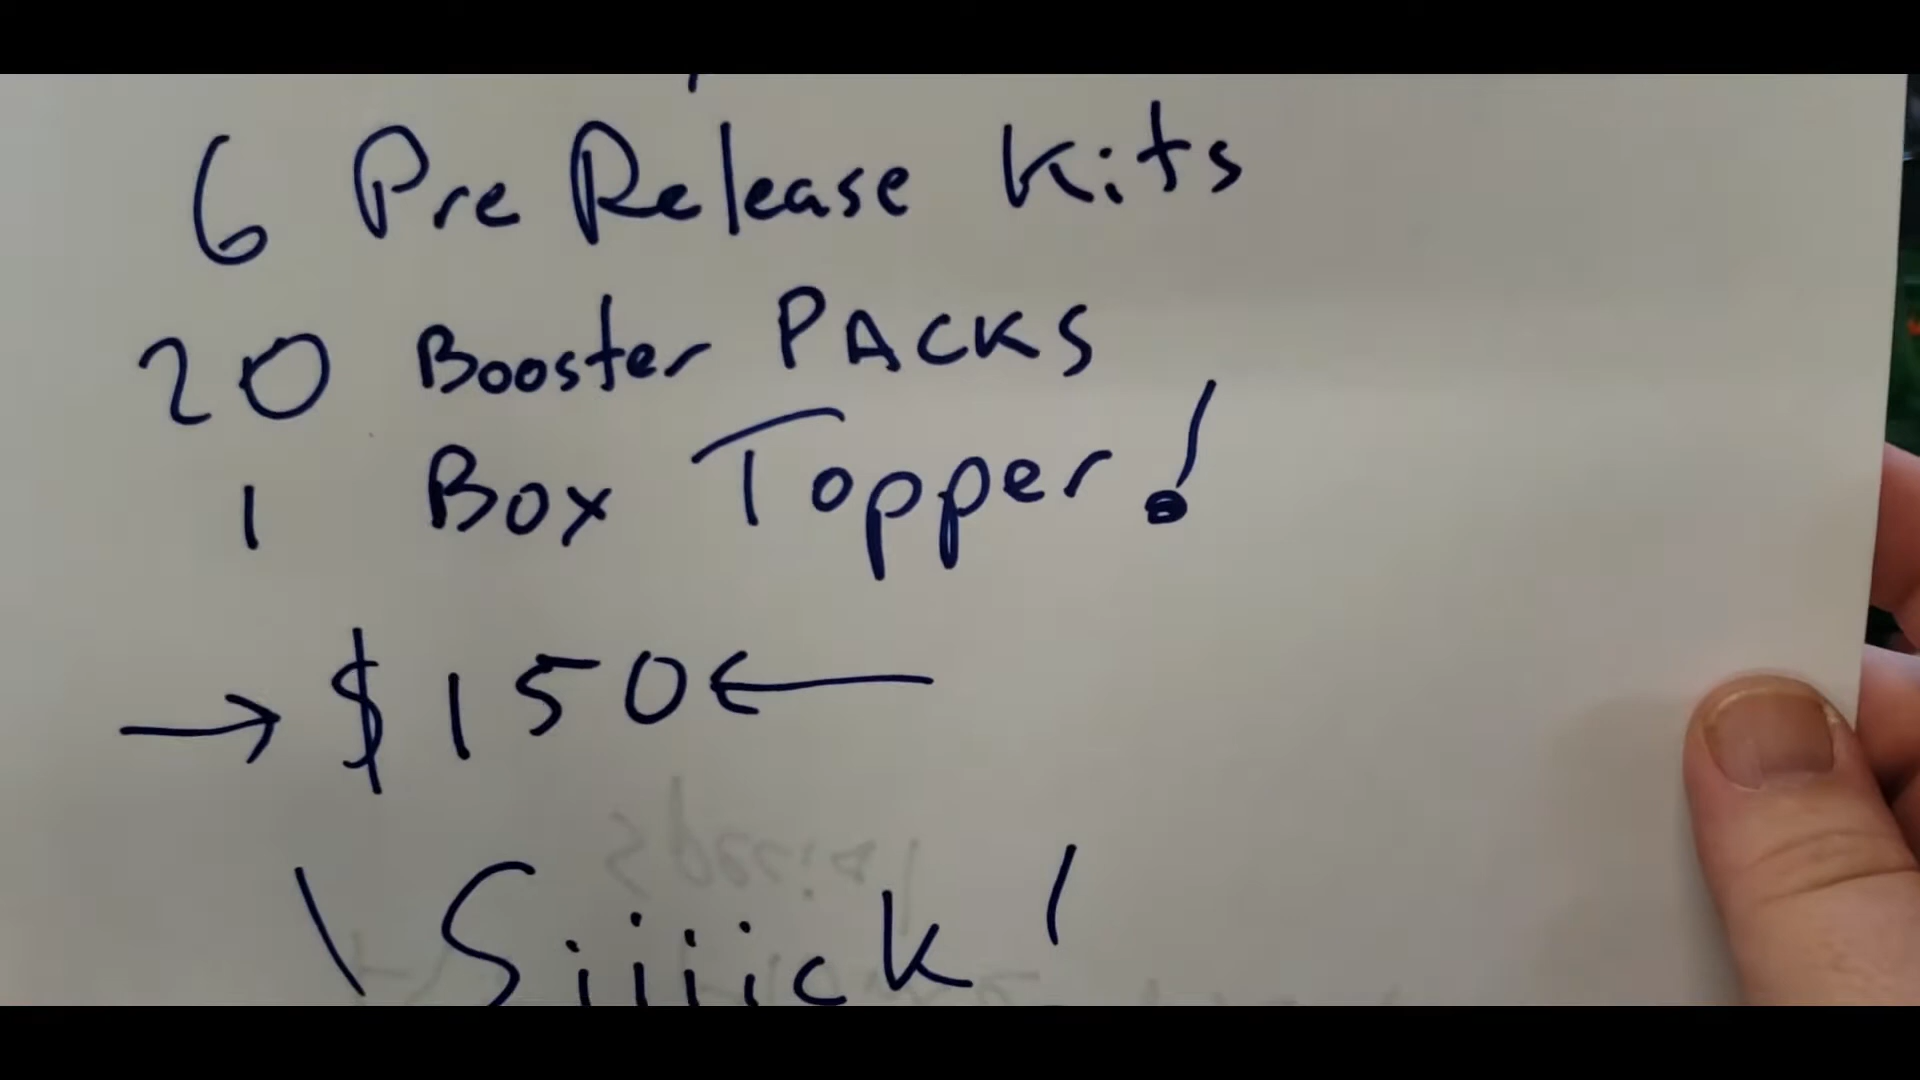 6 Pre Release Kits
20 Booster PACKS
1 Box Topper!
→ $150 ←
\ Siiiick /